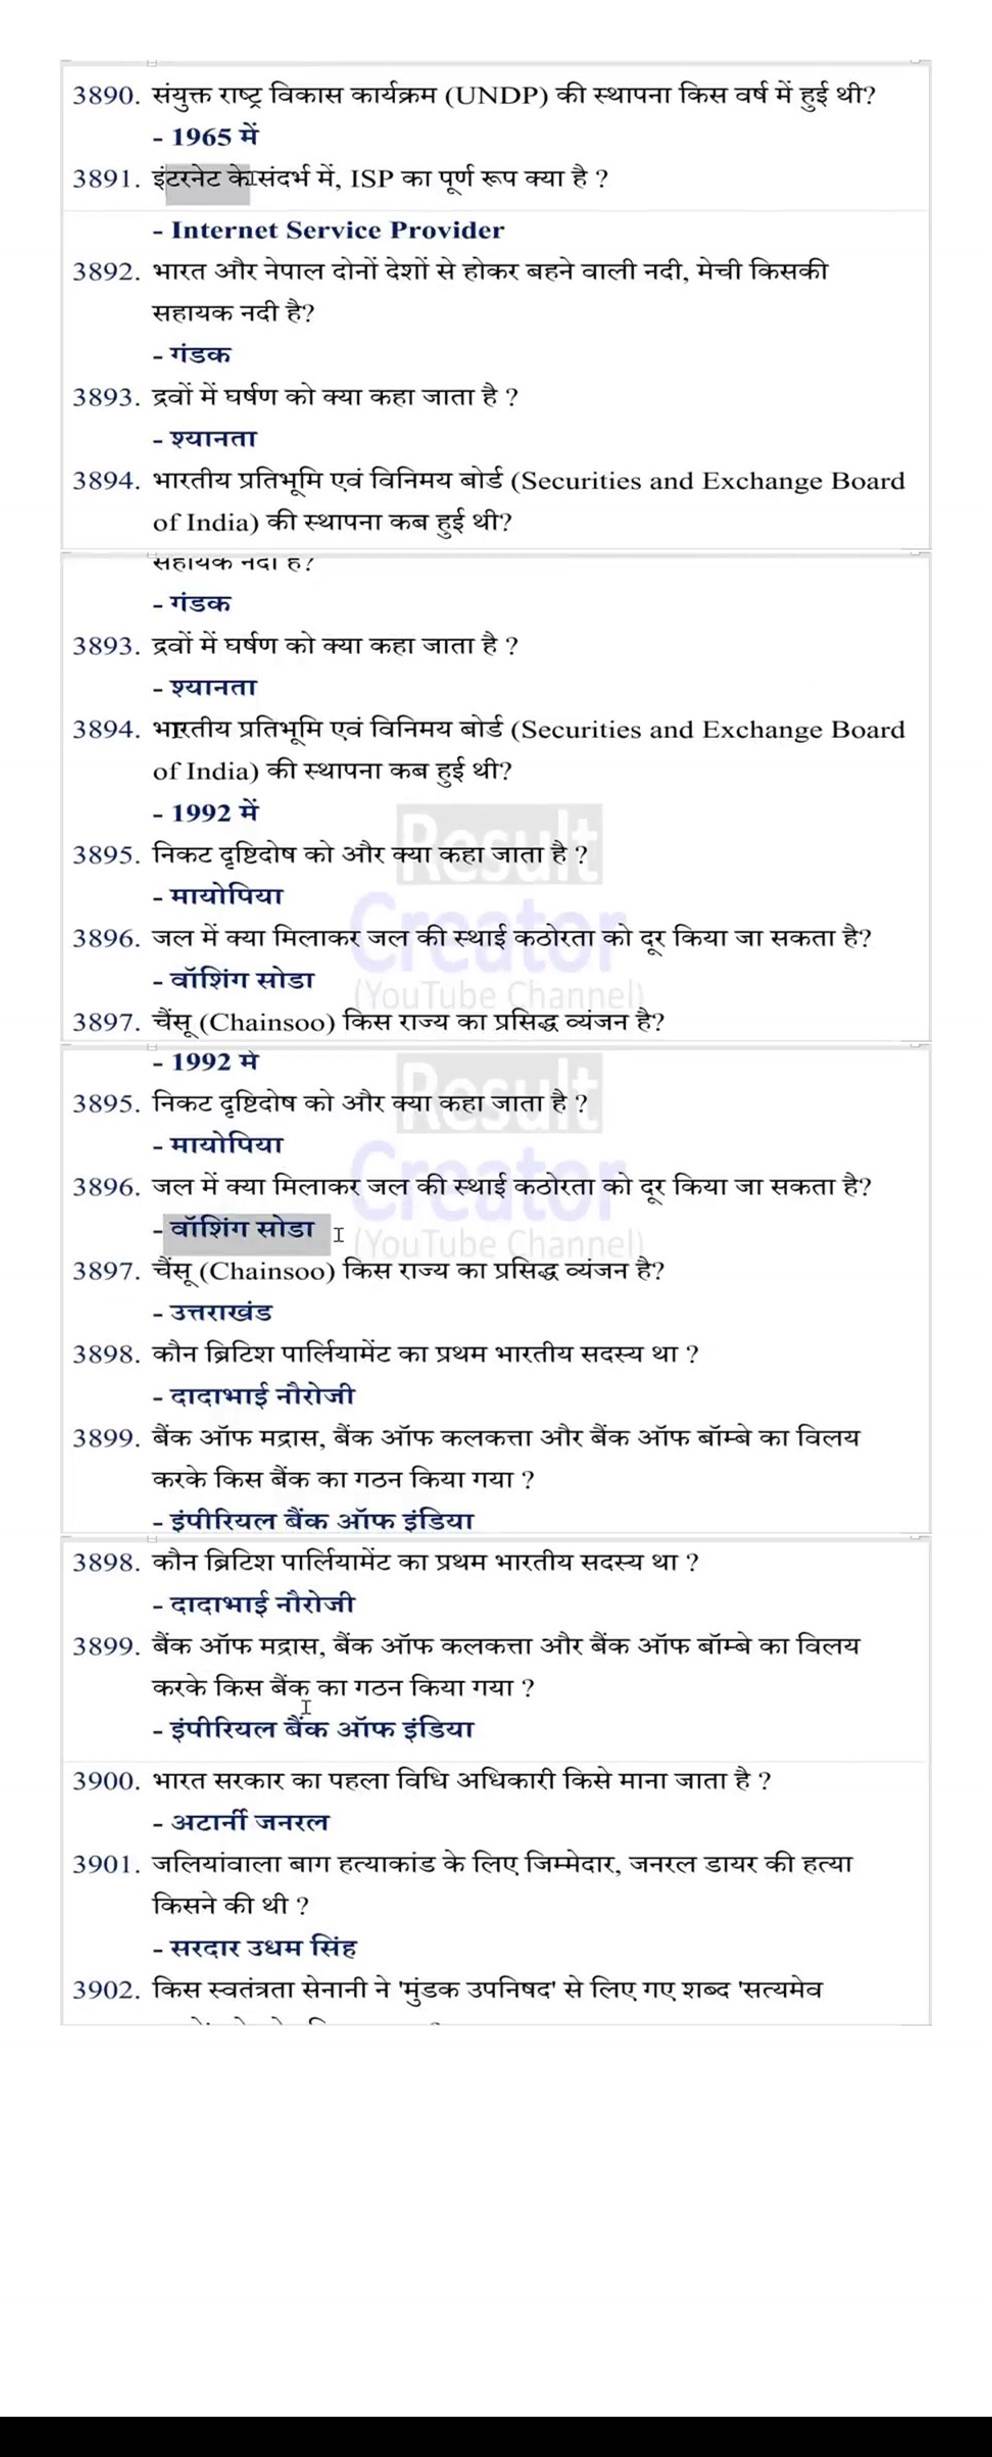 3890. संयुक्त राष्ट्र विकास कार्यक्रम (UNDP) की स्थापना किस वर्ष में हुई थी?
- 1965 में
3891. इंटरनेट के संदर्भ में, ISP का पूर्ण रूप क्या है ?
- Internet Service Provider
3892. भारत और नेपाल दोनों देशों से होकर बहने वाली नदी, मेची किसकी
सहायक नदी है?
- गंडक
3893. द्रवों में घर्षण को क्या कहा जाता है ?
- श्यानता
3894. भारतीय प्रतिभूमि एवं विनिमय बोर्ड (Securities and Exchange Board
of India) की स्थापना कब हुई थी?
सहायक नदी है?
- गंडक
3893. द्रवों में घर्षण को क्या कहा जाता है ?
- श्यानता
3894. भारतीय प्रतिभूमि एवं विनिमय बोर्ड (Securities and Exchange Board
of India) की स्थापना कब हुई थी?
- 1992 में
Result
3895. निकट दृष्टिदोष को और क्या कहा जाता है ?
- मायोपिया
Creator
3896. जल में क्या मिलाकर जल की स्थाई कठोरता को दूर किया जा सकता है?
- वॉशिंग सोडा
(YouTube Channel)
3897. चैंसू (Chainsoo) किस राज्य का प्रसिद्ध व्यंजन है?
- 1992 में
Result
3895. निकट दृष्टिदोष को और क्या कहा जाता है ?
- मायोपिया
Creator
3896. जल में क्या मिलाकर जल की स्थाई कठोरता को दूर किया जा सकता है?
- वॉशिंग सोडा
(YouTube Channel)
3897. चैंसू (Chainsoo) किस राज्य का प्रसिद्ध व्यंजन है?
- उत्तराखंड
3898. कौन ब्रिटिश पार्लियामेंट का प्रथम भारतीय सदस्य था ?
- दादाभाई नौरोजी
3899. बैंक ऑफ मद्रास, बैंक ऑफ कलकत्ता और बैंक ऑफ बॉम्बे का विलय
करके किस बैंक का गठन किया गया ?
- इंपीरियल बैंक ऑफ इंडिया
3898. कौन ब्रिटिश पार्लियामेंट का प्रथम भारतीय सदस्य था ?
- दादाभाई नौरोजी
3899. बैंक ऑफ मद्रास, बैंक ऑफ कलकत्ता और बैंक ऑफ बॉम्बे का विलय
करके किस बैंक का गठन किया गया ?
- इंपीरियल बैंक ऑफ इंडिया
3900. भारत सरकार का पहला विधि अधिकारी किसे माना जाता है ?
- अटार्नी जनरल
3901. जलियांवाला बाग हत्याकांड के लिए जिम्मेदार, जनरल डायर की हत्या
किसने की थी ?
- सरदार उधम सिंह
3902. किस स्वतंत्रता सेनानी ने 'मुंडक उपनिषद' से लिए गए शब्द 'सत्यमेव